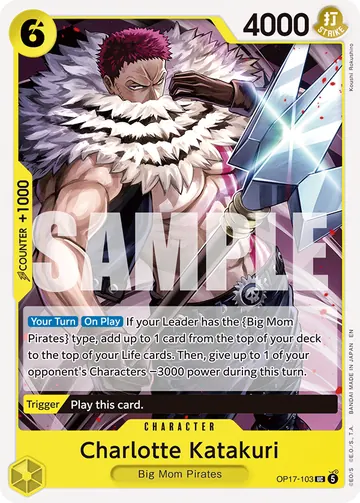 6
4000
打
STRIKE
Koushi Rokushiro
COUNTER +1000
SAMPLE
Your Turn On Play If your Leader has the {Big Mom
Pirates} type, add up to 1 card from the top of your deck
to the top of your Life cards. Then, give up to 1 of your
opponent's Characters −3000 power during this turn.
Trigger Play this card.
CHARACTER
Charlotte Katakuri
Big Mom Pirates
OP17-103 UC 5
©E.O/S. ©E.O./S., T.A. BANDAI MADE IN JAPAN EN